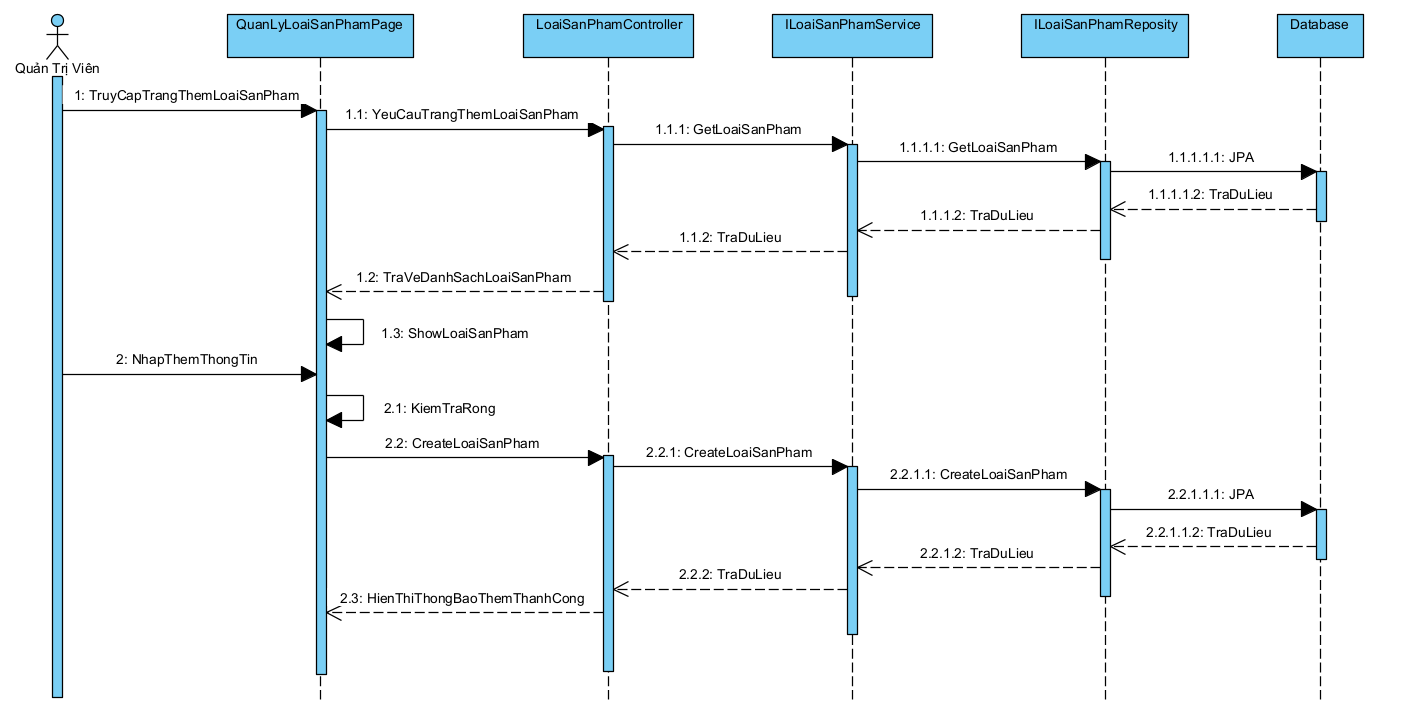 QuanLyLoaiSanPhamPage
LoaiSanPhamController
ILoaiSanPhamService
ILoaiSanPhamReposity
Database
Quản Trị Viên
1: TruyCapTrangThemLoaiSanPham
1.1: YeuCauTrangThemLoaiSanPham
1.1.1: GetLoaiSanPham
1.1.1.1: GetLoaiSanPham
1.1.1.1.1: JPA
1.1.1.1.2: TraDuLieu
1.1.1.2: TraDuLieu
1.1.2: TraDuLieu
1.2: TraVeDanhSachLoaiSanPham
1.3: ShowLoaiSanPham
2: NhapThemThongTin
2.1: KiemTraRong
2.2: CreateLoaiSanPham
2.2.1: CreateLoaiSanPham
2.2.1.1: CreateLoaiSanPham
2.2.1.1.1: JPA
2.2.1.1.2: TraDuLieu
2.2.1.2: TraDuLieu
2.2.2: TraDuLieu
2.3: HienThiThongBaoThemThanhCong